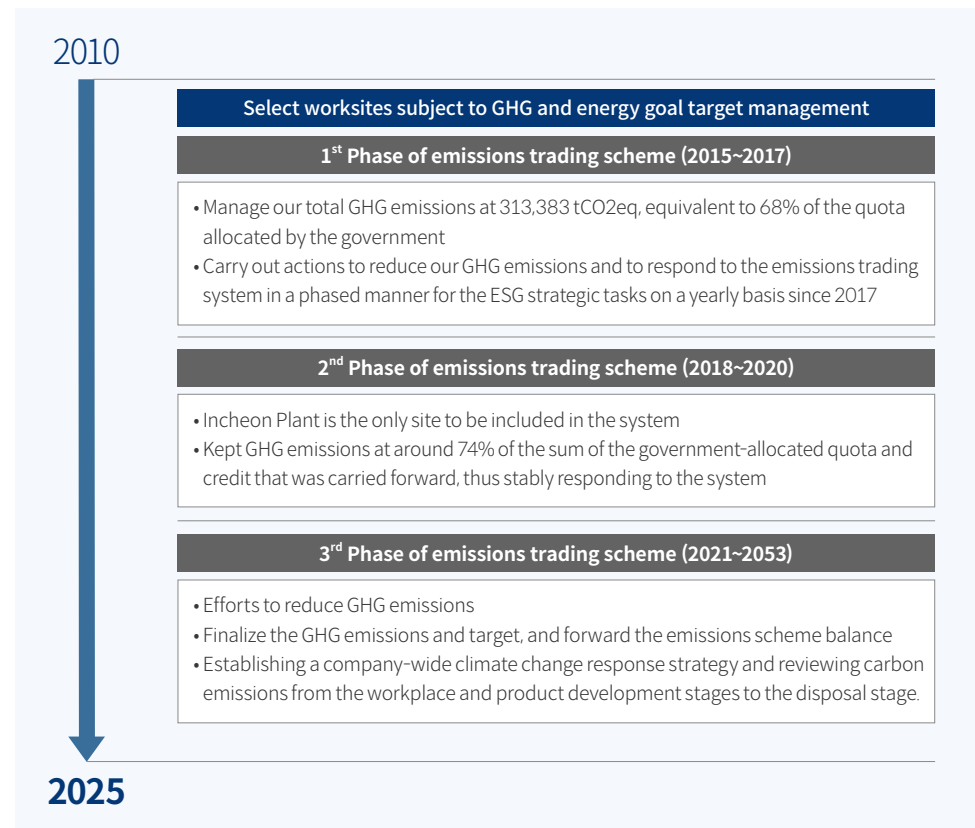 2010
Select worksites subject to GHG and energy goal target management
1st Phase of emissions trading scheme (2015~2017)
• Manage our total GHG emissions at 313,383 tCO2eq, equivalent to 68% of the quota
allocated by the government
• Carry out actions to reduce our GHG emissions and to respond to the emissions trading
system in a phased manner for the ESG strategic tasks on a yearly basis since 2017
2nd Phase of emissions trading scheme (2018~2020)
• Incheon Plant is the only site to be included in the system
• Kept GHG emissions at around 74% of the sum of the government-allocated quota and
credit that was carried forward, thus stably responding to the system
3rd Phase of emissions trading scheme (2021~2053)
• Efforts to reduce GHG emissions
• Finalize the GHG emissions and target, and forward the emissions scheme balance
• Establishing a company-wide climate change response strategy and reviewing carbon
emissions from the workplace and product development stages to the disposal stage.
2025